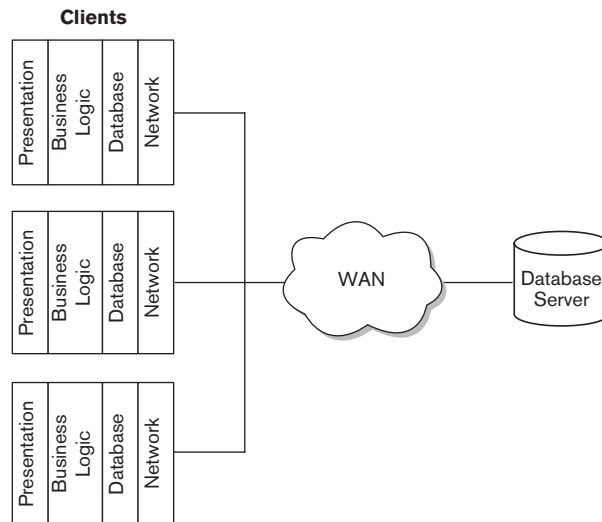 Clients
Presentation
Business
Logic
Database
Network
Presentation
Business
Logic
Database
Network
Presentation
Business
Logic
Database
Network
WAN
Database
Server